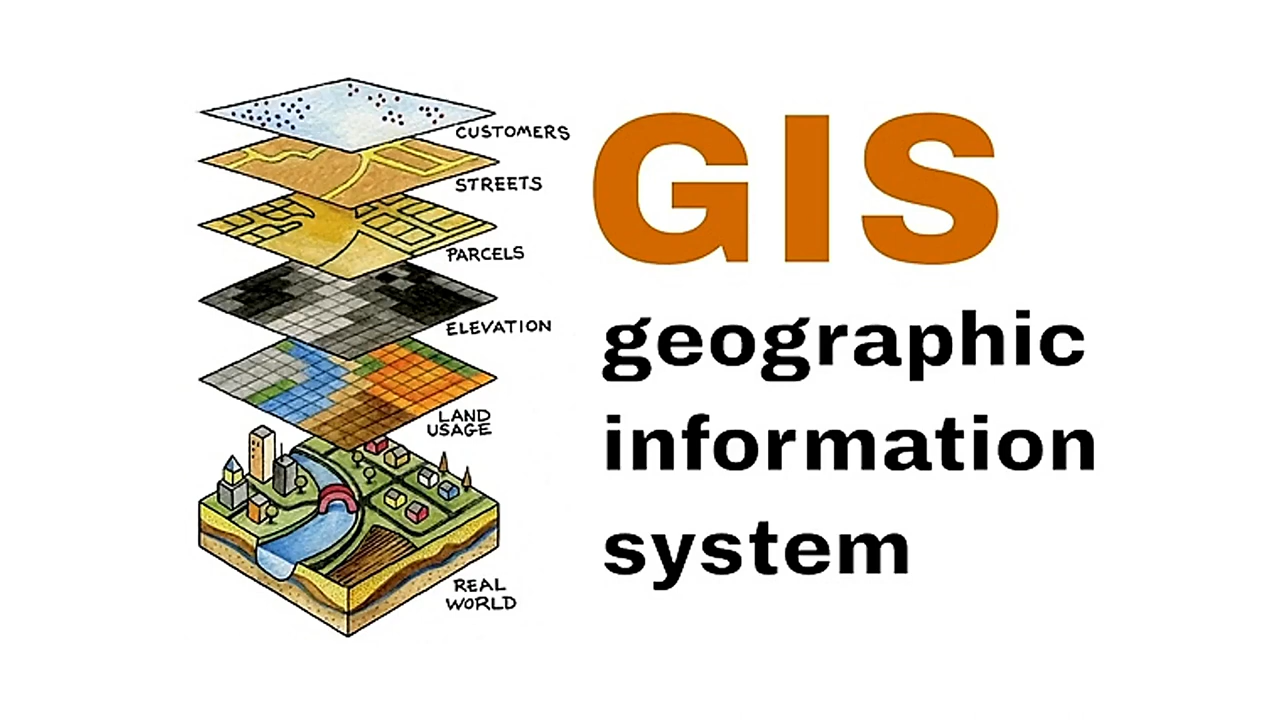 CUSTOMERS
STREETS
PARCELS
ELEVATION
LAND
USAGE
REAL
WORLD
GIS
geographic
information
system